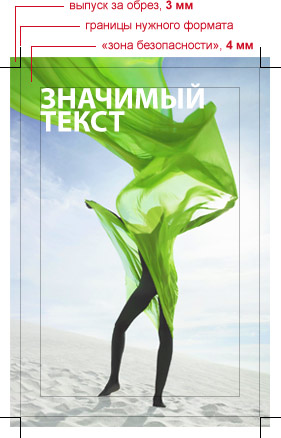 выпуск за обрез, 3 мм
границы нужного формата
«зона безопасности», 4 мм
ЗНАЧИМЫЙ
ТЕКСТ